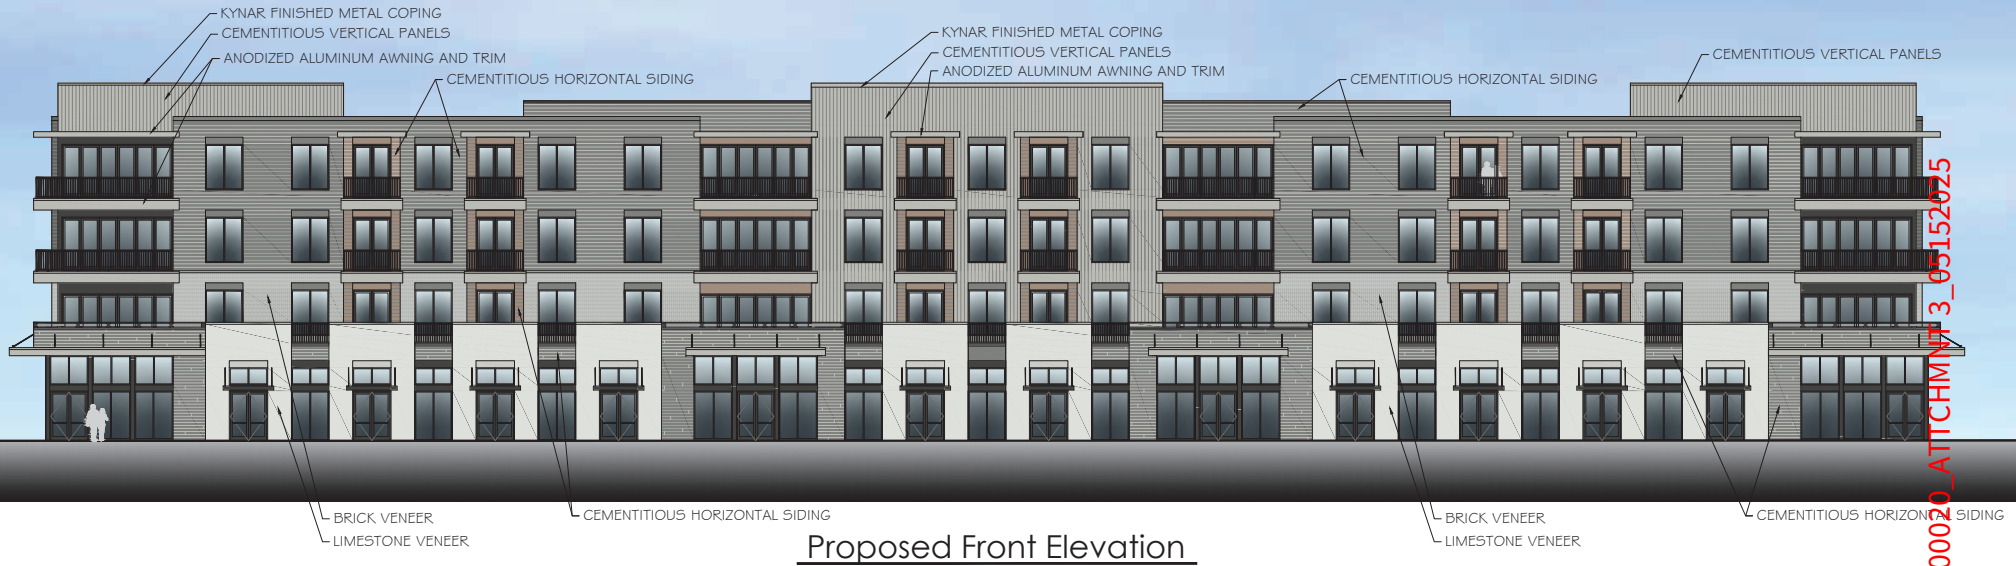 KYNAR FINISHED METAL COPING
CEMENTITIOUS VERTICAL PANELS
ANODIZED ALUMINUM AWNING AND TRIM
CEMENTITIOUS HORIZONTAL SIDING
KYNAR FINISHED METAL COPING
CEMENTITIOUS VERTICAL PANELS
ANODIZED ALUMINUM AWNING AND TRIM
CEMENTITIOUS HORIZONTAL SIDING
CEMENTITIOUS VERTICAL PANELS
BRICK VENEER
LIMESTONE VENEER
CEMENTITIOUS HORIZONTAL SIDING
BRICK VENEER
LIMESTONE VENEER
CEMENTITIOUS HORIZONTAL SIDING
Proposed Front Elevation
00020_ATTCHMNT 3_05152025